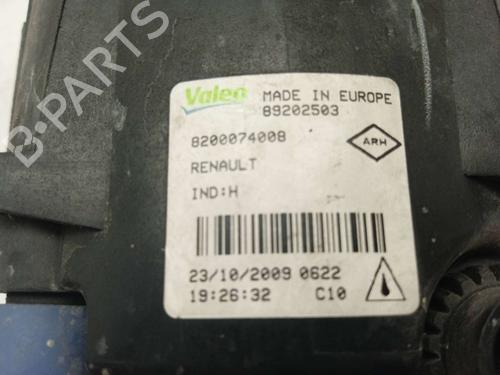 Valeo MADE IN EUROPE
89202503
8200074008
ARH
RENAULT
IND:H
23/10/2009 0622
19:26:32 C10
B-PARTS